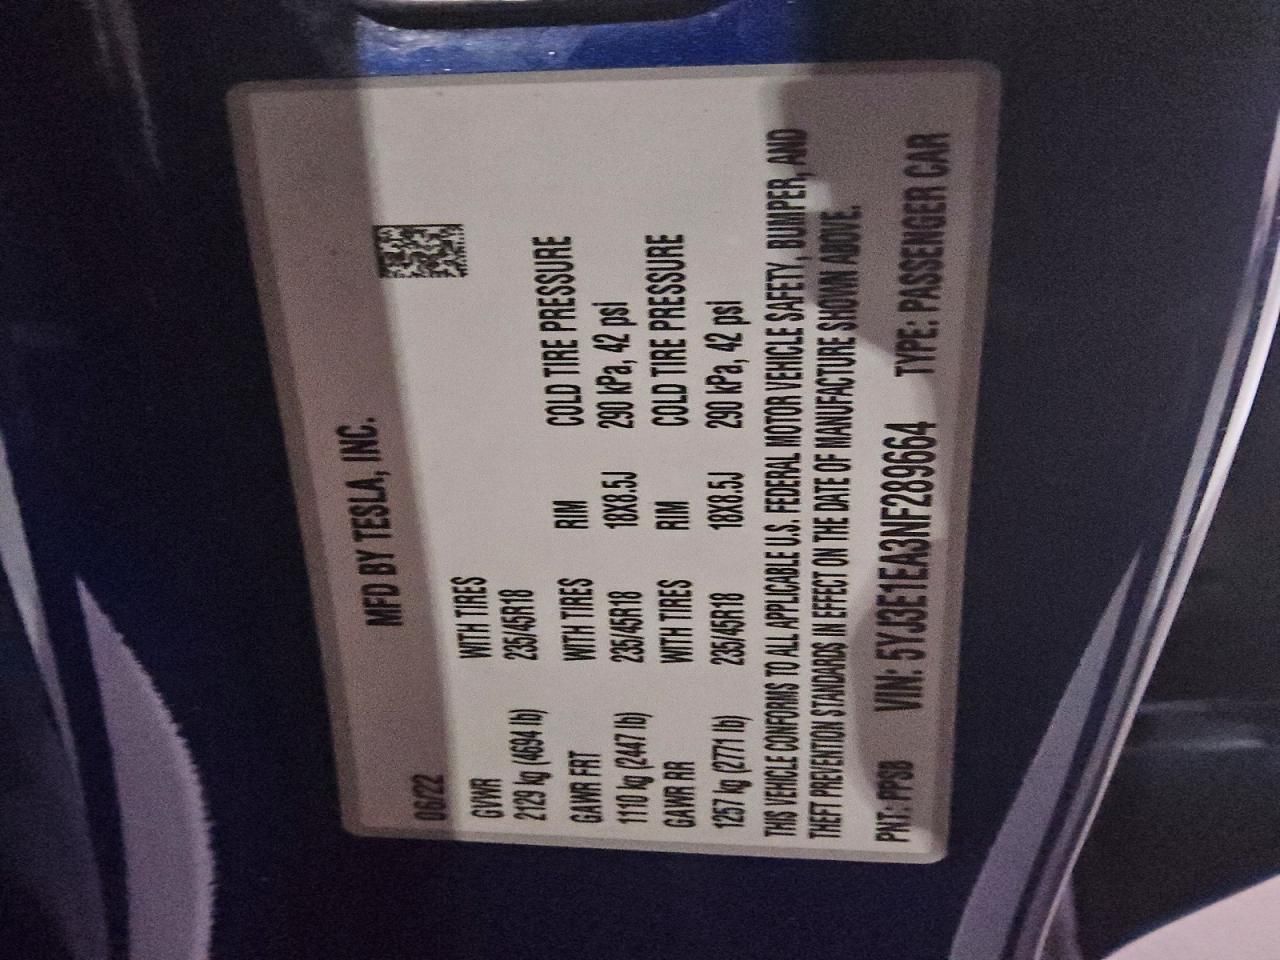 MFD BY TESLA, INC.
06/22
GVWR WITH TIRES
2129 kg (4694 lb) 235/45R18
GAWR FRT WITH TIRES RIM COLD TIRE PRESSURE
1110 kg (2447 lb) 235/45R18 18X8.5J 290 kPa, 42 psi
GAWR RR WITH TIRES RIM COLD TIRE PRESSURE
1257 kg (2771 lb) 235/45R18 18X8.5J 290 kPa, 42 psi
THIS VEHICLE CONFORMS TO ALL APPLICABLE U.S. FEDERAL MOTOR VEHICLE SAFETY, BUMPER, AND
THEFT PREVENTION STANDARDS IN EFFECT ON THE DATE OF MANUFACTURE SHOWN ABOVE.
PNT: PPSB VIN: 5YJ3E1EA3NF289664 TYPE: PASSENGER CAR